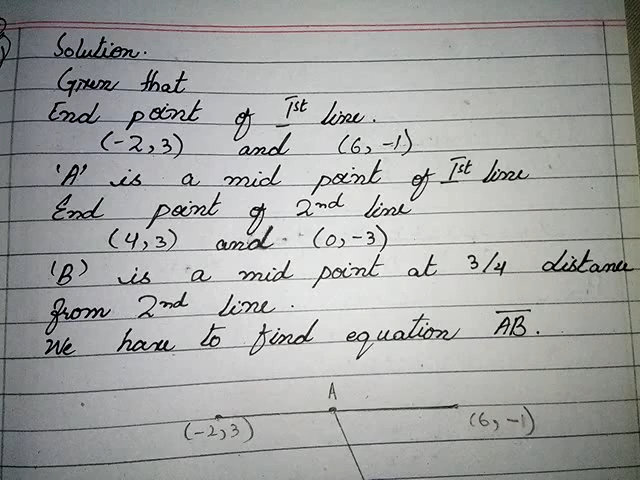 Solution.
Given that
End point of Ist line.
(-2,3) and (6,-1)
'A' is a mid point of Ist line
End point of 2nd line
(4,3) and (0,-3)
'B' is a mid point at 3/4 distance
from 2nd line.
We have to find equation AB.
A
(-2,3) (6,-1)